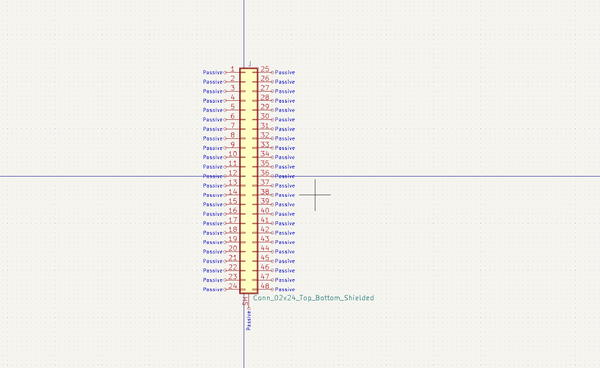 J
Passive 1 25 Passive
Passive 2 26 Passive
Passive 3 27 Passive
Passive 4 28 Passive
Passive 5 29 Passive
Passive 6 30 Passive
Passive 7 31 Passive
Passive 8 32 Passive
Passive 9 33 Passive
Passive 10 34 Passive
Passive 11 35 Passive
Passive 12 36 Passive
Passive 13 37 Passive
Passive 14 38 Passive
Passive 15 39 Passive
Passive 16 40 Passive
Passive 17 41 Passive
Passive 18 42 Passive
Passive 19 43 Passive
Passive 20 44 Passive
Passive 21 45 Passive
Passive 22 46 Passive
Passive 23 47 Passive
Passive 24 48 Passive
SH
Conn_02x24_Top_Bottom_Shielded
Passive